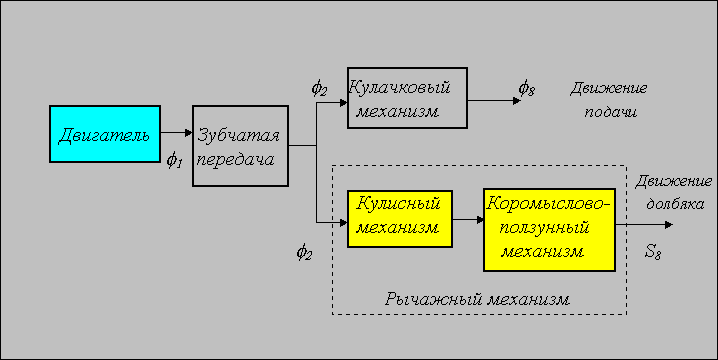 Двигатель
ϕ1
Зубчатая
передача
ϕ2
Кулачковый
механизм
ϕ8
Движение
подачи
ϕ2
Кулисный
механизм
Коромыслово-
ползунный
механизм
Движение
долбяка
S8
Рычажный механизм